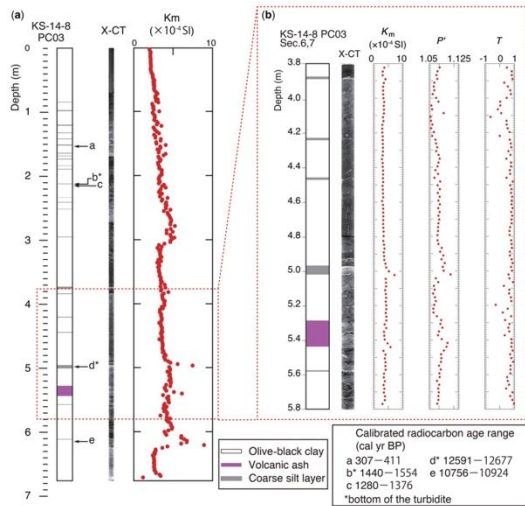 (a)
KS-14-8
PC03
X-CT
Km
(×10⁻⁴ SI)
0
10
Depth (m)
0
1
2
3
4
5
6
7
a
b*
c
d*
e
(b)
KS-14-8 PC03
Sec.6,7
X-CT
Km
(×10⁻⁴ SI)
0
10
P'
1.05
1.125
T
-1
0
1
Depth (m)
3.8
4.0
4.2
4.4
4.6
4.8
5.0
5.2
5.4
5.6
5.8
Olive-black clay
Volcanic ash
Coarse silt layer
Calibrated radiocarbon age range
(cal yr BP)
a 307−411 d* 12591−12677
b* 1440−1554 e 10756−10924
c 1280−1376
*bottom of the turbidite